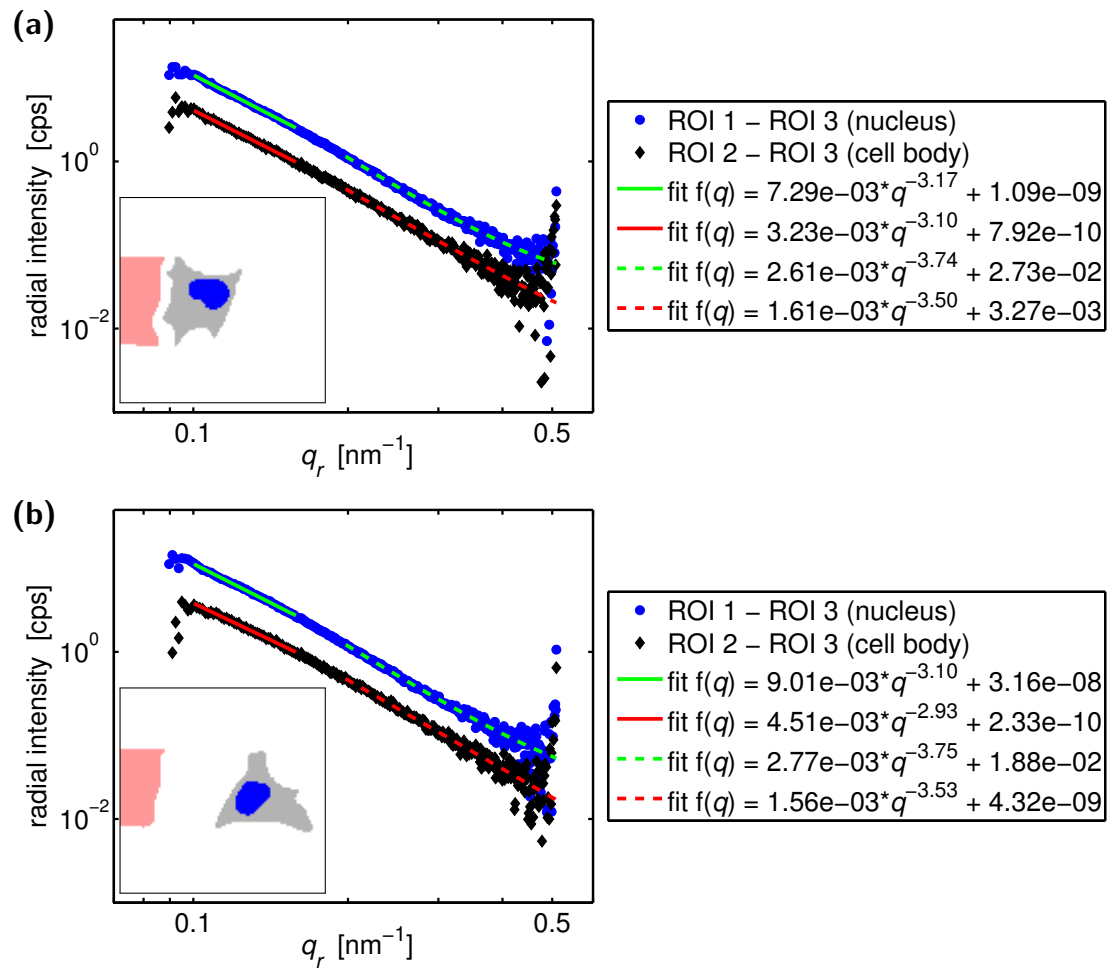 (a)
radial intensity [cps]
10⁰
10⁻²
0.1
0.5
qᵣ [nm⁻¹]
ROI 1 − ROI 3 (nucleus)
ROI 2 − ROI 3 (cell body)
fit f(q) = 7.29e−03*q⁻³·¹⁷ + 1.09e−09
fit f(q) = 3.23e−03*q⁻³·¹⁰ + 7.92e−10
fit f(q) = 2.61e−03*q⁻³·⁷⁴ + 2.73e−02
fit f(q) = 1.61e−03*q⁻³·⁵⁰ + 3.27e−03
(b)
radial intensity [cps]
10⁰
10⁻²
0.1
0.5
qᵣ [nm⁻¹]
ROI 1 − ROI 3 (nucleus)
ROI 2 − ROI 3 (cell body)
fit f(q) = 9.01e−03*q⁻³·¹⁰ + 3.16e−08
fit f(q) = 4.51e−03*q⁻²·⁹³ + 2.33e−10
fit f(q) = 2.77e−03*q⁻³·⁷⁵ + 1.88e−02
fit f(q) = 1.56e−03*q⁻³·⁵³ + 4.32e−09